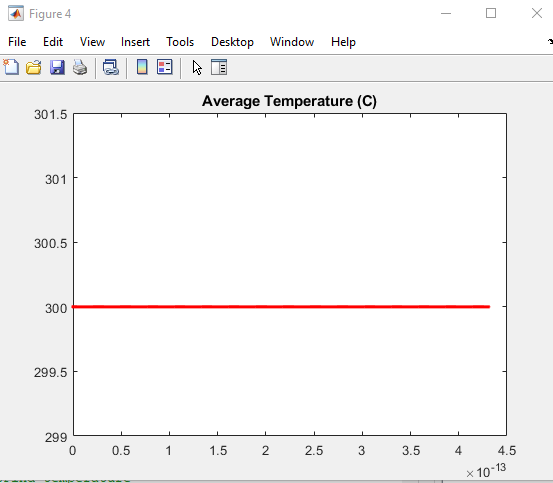 Figure 4
File Edit View Insert Tools Desktop Window Help
Average Temperature (C)
301.5
301
300.5
300
299.5
299
0 0.5 1 1.5 2 2.5 3 3.5 4 4.5
×10⁻¹³
temperature